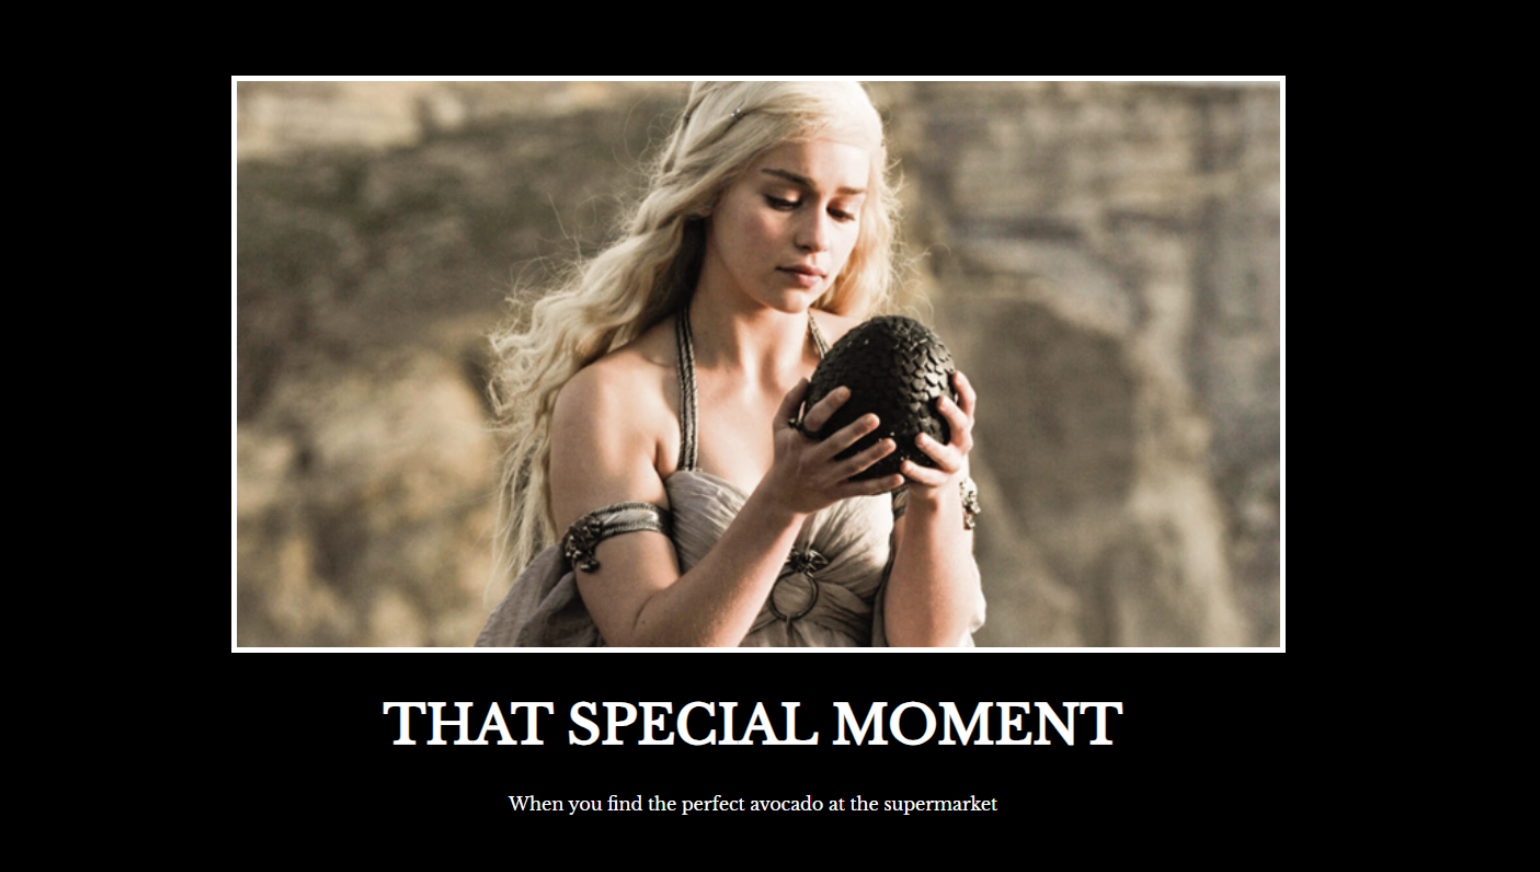 THAT SPECIAL MOMENT
When you find the perfect avocado at the supermarket